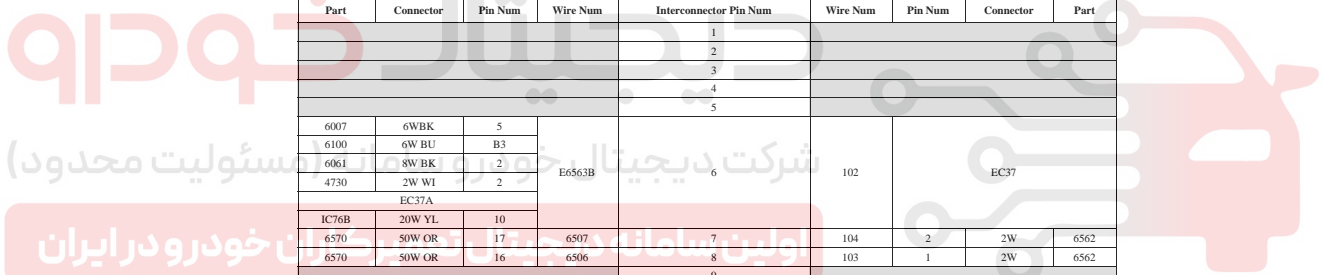 Part Connector Pin Num Wire Num Interconnector Pin Num Wire Num Pin Num Connector Part
1
2
3
4
5
6007 6WBK 5
6100 6W BU B3
6061 8W BK 2
4730 2W WI 2
E6563B 6 102 EC37
EC37A
IC76B 20W YL 10
6570 50W OR 17 6507 7 104 2 2W 6562
6570 50W OR 16 6506 8 103 1 2W 6562
9
دیجیتال خودرو
شرکت دیجیتال خودرو سامانه (مسئولیت محدود)
اولین سامانه دیجیتال تعمیرکاران خودرو در ایران